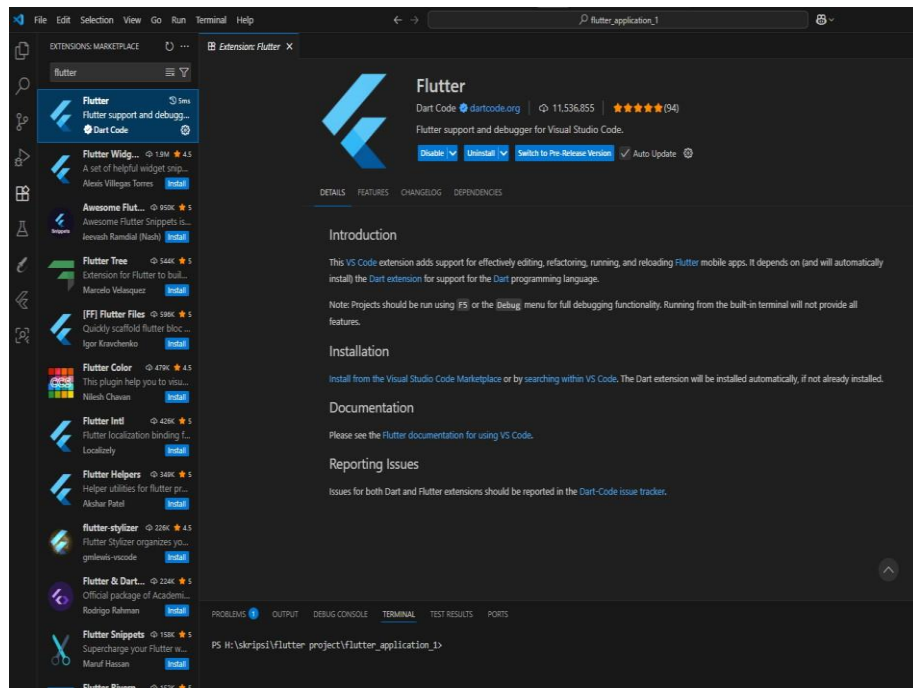 File Edit Selection View Go Run Terminal Help
flutter_application_1
EXTENSIONS: MARKETPLACE
Extension: Flutter
flutter
Flutter 5ms
Flutter support and debugg...
Dart Code
Flutter Widg... 1.9M 4.5
A set of helpful widget snip...
Alexis Villegas Torres Install
Awesome Flut... 950K 5
Awesome Flutter Snippets is...
Neevash Ramdial (Nash) Install
Snippets
Flutter Tree 544K 5
Extension for Flutter to buil...
Marcelo Velasquez Install
[FF] Flutter Files 5
Quickly scaffold flutter bloc ...
Igor Kravchenko Install
Flutter Color 479K 4.5
This plugin help you to visu...
Nilesh Chavan Install
Flutter Intl 426K 5
Flutter localization binding f...
Localizely Install
Flutter Helpers 349K 5
Helper utilities for flutter pr...
Akshar Patel Install
flutter-stylizer 226K 4.5
Flutter Stylizer organizes yo...
gmlewis-vscode Install
Flutter & Dart... 224K 5
Official package of Academi...
Rodrigo Rahman Install
Flutter Snippets 158K 5
Supercharge your Flutter w...
Maruf Hassan Install
Flutter
Dart Code dartcode.org 11,536,855 (94)
Flutter support and debugger for Visual Studio Code.
Disable Uninstall Switch to Pre-Release Version Auto Update
DETAILS FEATURES CHANGELOG DEPENDENCIES
Introduction
This VS Code extension adds support for effectively editing, refactoring, running, and reloading Flutter mobile apps. It depends on (and will automatically
install) the Dart extension for support for the Dart programming language.
Note: Projects should be run using F5 or the Debug menu for full debugging functionality. Running from the built-in terminal will not provide all
features.
Installation
Install from the Visual Studio Code Marketplace or by searching within VS Code. The Dart extension will be installed automatically, if not already installed.
Documentation
Please see the Flutter documentation for using VS Code.
Reporting Issues
Issues for both Dart and Flutter extensions should be reported in the Dart-Code issue tracker.
PROBLEMS 1 OUTPUT DEBUG CONSOLE TERMINAL TEST RESULTS PORTS
PS H:\skripsi\flutter project\flutter_application_1>